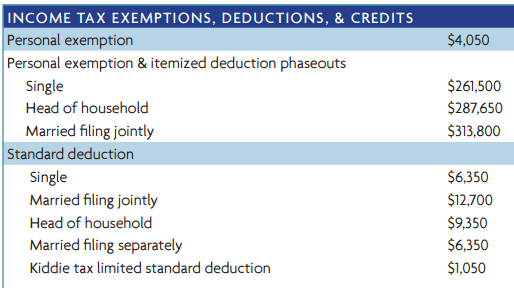 INCOME TAX EXEMPTIONS, DEDUCTIONS, & CREDITS
Personal exemption $4,050
Personal exemption & itemized deduction phaseouts
Single $261,500
Head of household $287,650
Married filing jointly $313,800
Standard deduction
Single $6,350
Married filing jointly $12,700
Head of household $9,350
Married filing separately $6,350
Kiddie tax limited standard deduction $1,050